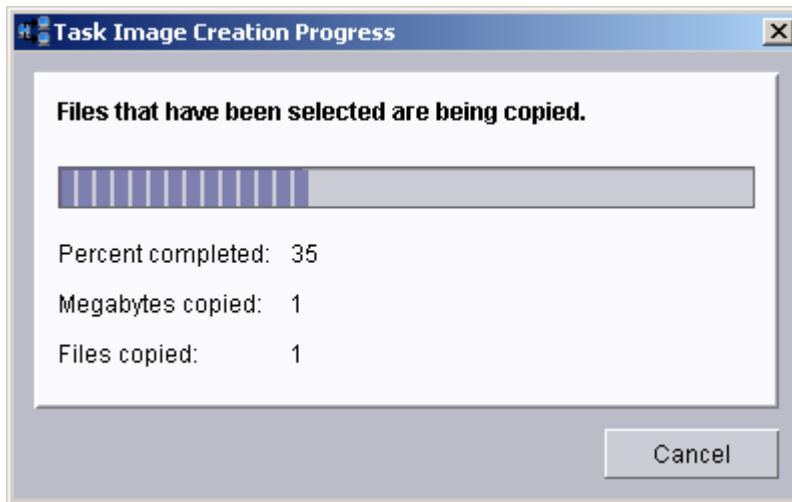 Task Image Creation Progress
Files that have been selected are being copied.
Percent completed: 35
Megabytes copied: 1
Files copied: 1
Cancel